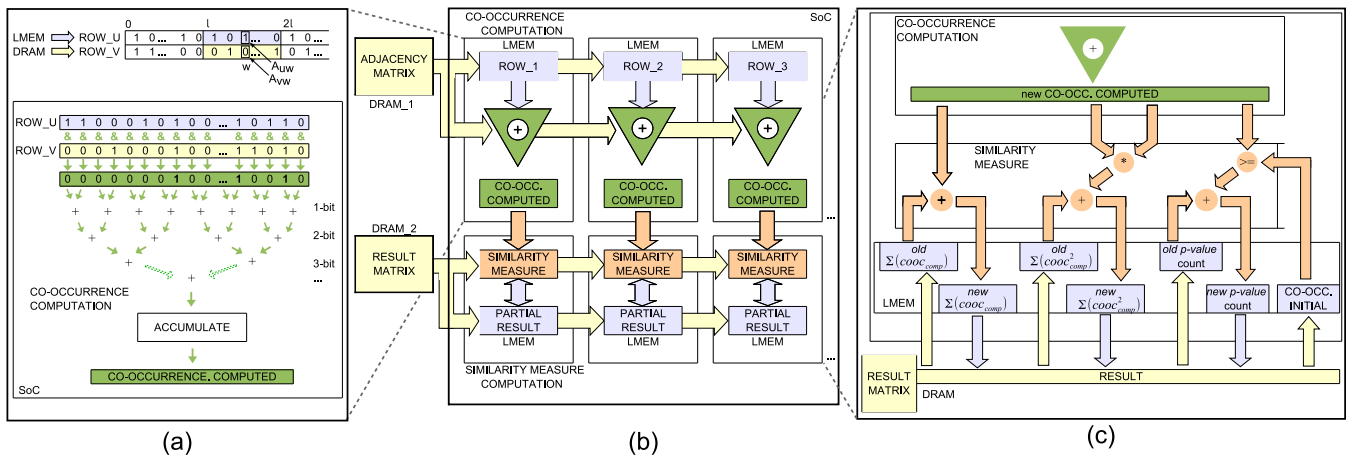 0 l 2l
LMEM ROW_U 1 0 ... 1 0 1 0 1 ... 0 1 0 ...
DRAM ROW_V 1 1 ... 0 0 0 1 0 ... 1 0 1 ...
w A_uw
A_vw
ROW_U 1 1 0 0 0 1 0 1 0 0 ... 1 0 1 1 0
& & & & & & & & & & & & & & &
ROW_V 0 0 0 1 0 0 0 1 0 0 ... 1 1 0 1 0
0 0 0 0 0 0 0 1 0 0 ... 1 0 0 1 0
+ + + + + + + + 1-bit
+ + + + 2-bit
+ + 3-bit
+ ...
CO-OCCURRENCE
COMPUTATION
ACCUMULATE
CO-OCCURRENCE. COMPUTED
SoC
(a)
CO-OCCURRENCE
COMPUTATION
SoC
LMEM LMEM LMEM
ADJACENCY
MATRIX
DRAM_1
ROW_1 ROW_2 ROW_3
+ + +
CO-OCC.
COMPUTED
CO-OCC.
COMPUTED
CO-OCC.
COMPUTED
...
DRAM_2
RESULT
MATRIX
SIMILARITY
MEASURE
SIMILARITY
MEASURE
SIMILARITY
MEASURE
PARTIAL
RESULT
PARTIAL
RESULT
PARTIAL
RESULT
LMEM LMEM LMEM
...
SIMILARITY MEASURE
COMPUTATION
(b)
CO-OCCURRENCE
COMPUTATION
+
new CO-OCC. COMPUTED
SIMILARITY
MEASURE
* >=
+ + +
old
Σ(cooc_comp)
old
Σ(cooc²_comp)
old p-value
count
LMEM
new
Σ(cooc_comp)
new
Σ(cooc²_comp)
new p-value
count
CO-OCC.
INITIAL
RESULT
MATRIX
RESULT
DRAM
(c)